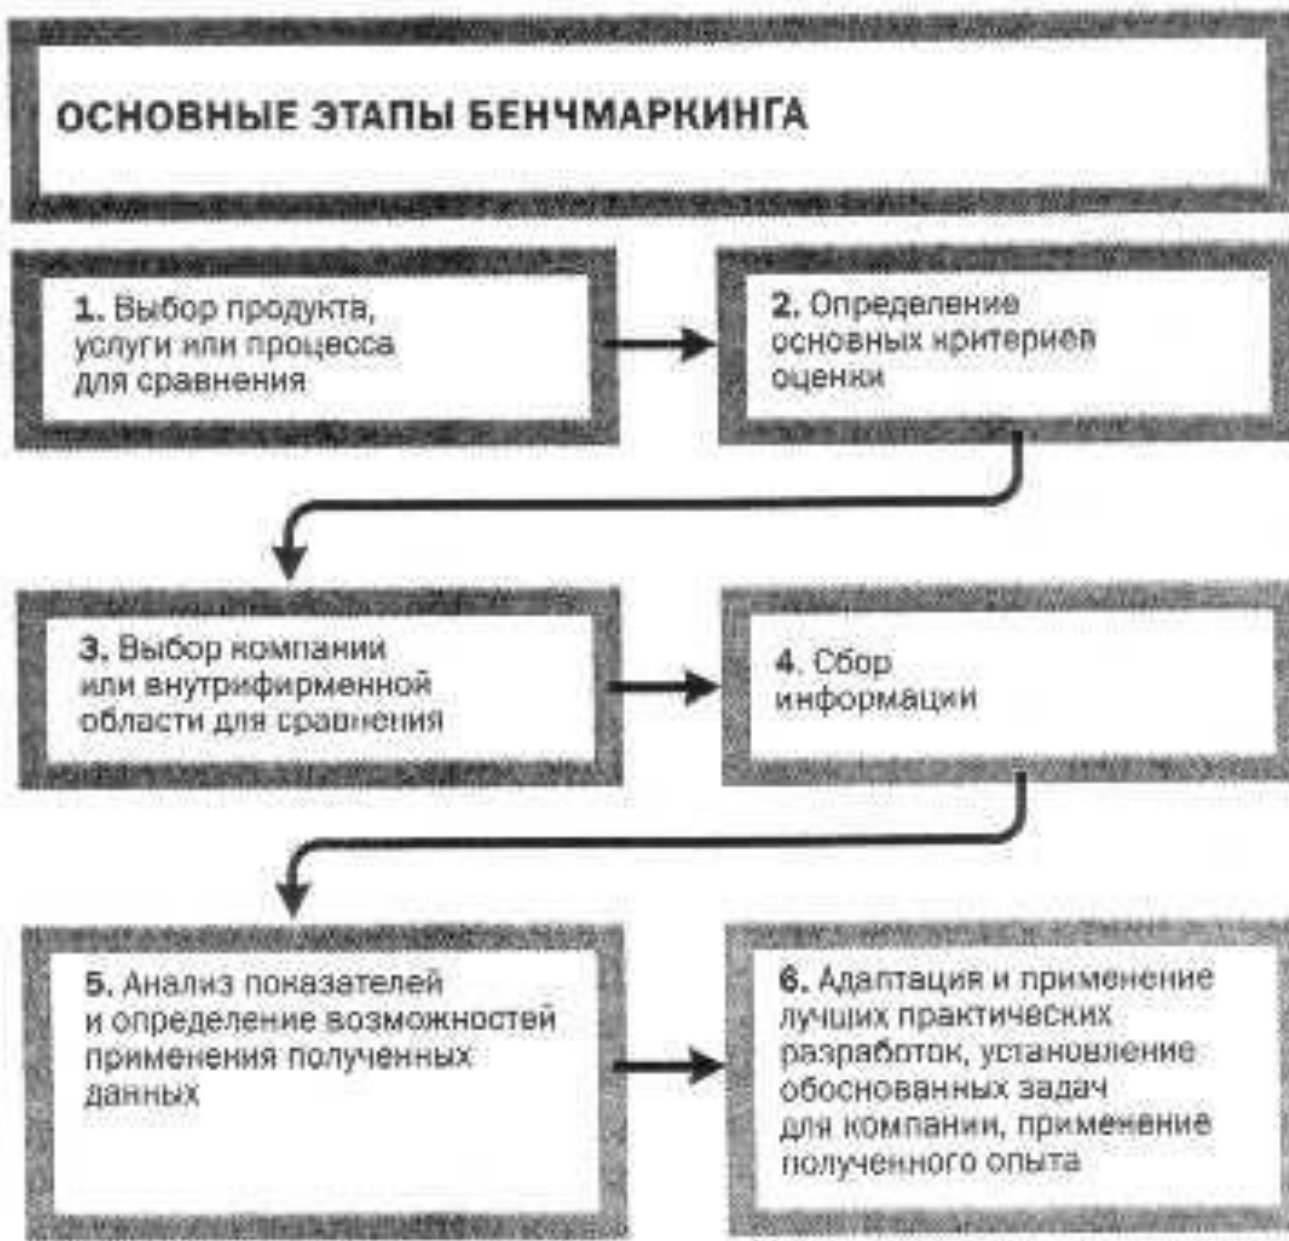 ОСНОВНЫЕ ЭТАПЫ БЕНЧМАРКИНГА
1. Выбор продукта,
услуги или процесса
для сравнения
2. Определение
основных критериев
оценки
3. Выбор компании
или внутрифирменной
области для сравнения
4. Сбор
информации
5. Анализ показателей
и определение возможностей
применения полученных
данных
6. Адаптация и применение
лучших практических
разработок, установление
обоснованных задач
для компании, применение
полученного опыта